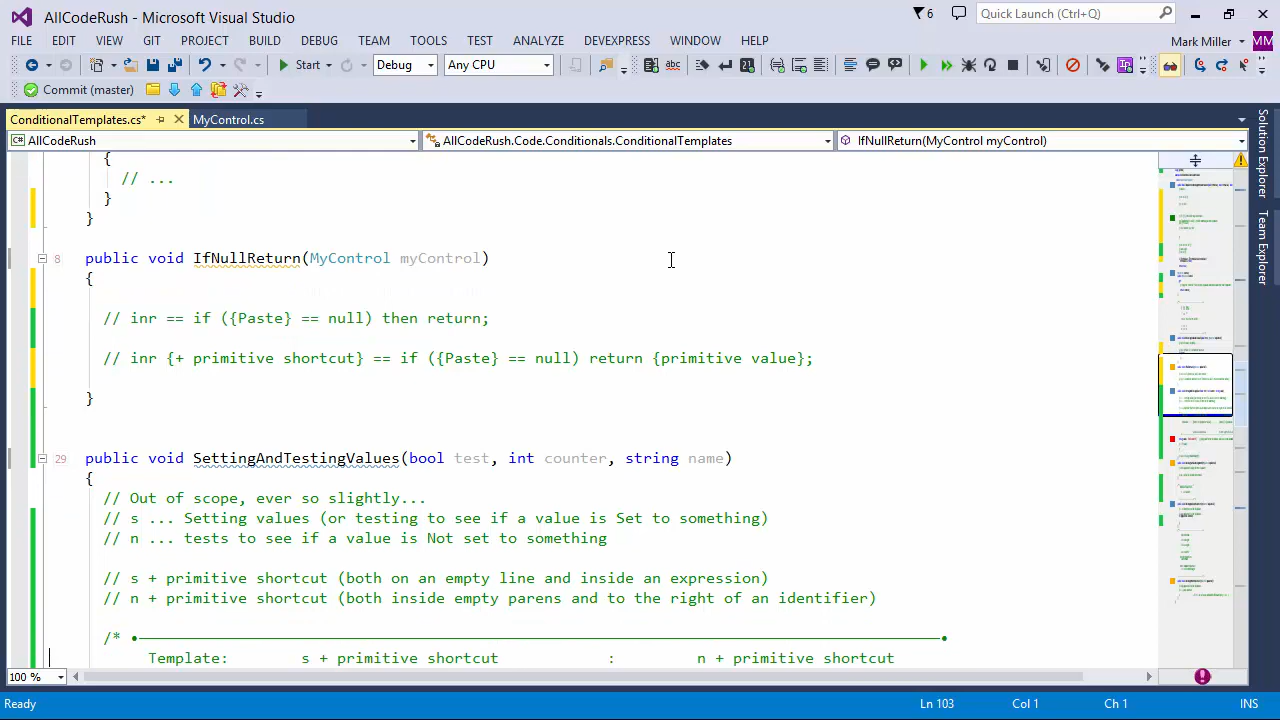 AllCodeRush - Microsoft Visual Studio
6
Quick Launch (Ctrl+Q)
FILE EDIT VIEW GIT PROJECT BUILD DEBUG TEAM TOOLS TEST ANALYZE DEVEXPRESS WINDOW HELP
Mark Miller MM
Start Debug Any CPU
Commit (master)
ConditionalTemplates.cs* MyControl.cs
AllCodeRush AllCodeRush.Code.Conditionals.ConditionalTemplates IfNullReturn(MyControl myControl)
{
// ...
}
}
public void IfNullReturn(MyControl myControl)
{
// inr == if ({Paste} == null) then return;
// inr {+ primitive shortcut} == if ({Paste} == null) return {primitive value};
}
public void SettingAndTestingValues(bool test, int counter, string name)
{
// Out of scope, ever so slightly...
// s ... Setting values (or testing to see if a value is Set to something)
// n ... tests to see if a value is Not set to something
// s + primitive shortcut (both on an empty line and inside an expression)
// n + primitive shortcut (both inside empty parens and to the right of an identifier)
/*
Template: s + primitive shortcut : n + primitive shortcut
Solution Explorer
Team Explorer
100 %
Ready Ln 103 Col 1 Ch 1 INS